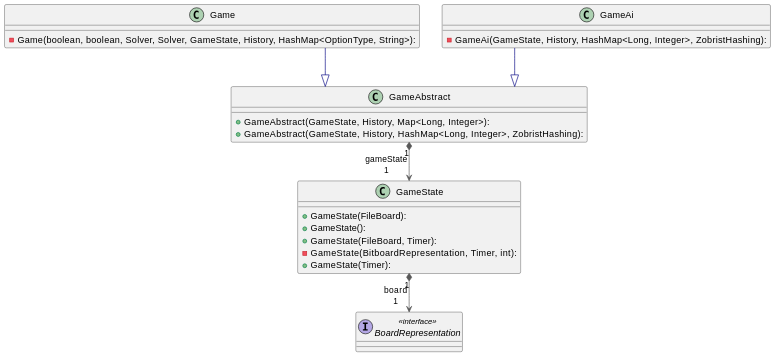 C Game
Game(boolean, boolean, Solver, Solver, GameState, History, HashMap<OptionType, String>):
C GameAi
GameAi(GameState, History, HashMap<Long, Integer>, ZobristHashing):
C GameAbstract
GameAbstract(GameState, History, Map<Long, Integer>):
GameAbstract(GameState, History, HashMap<Long, Integer>, ZobristHashing):
1
gameState
1
C GameState
GameState(FileBoard):
GameState():
GameState(FileBoard, Timer):
GameState(BitboardRepresentation, Timer, int):
GameState(Timer):
1
board
1
I «interface»
BoardRepresentation